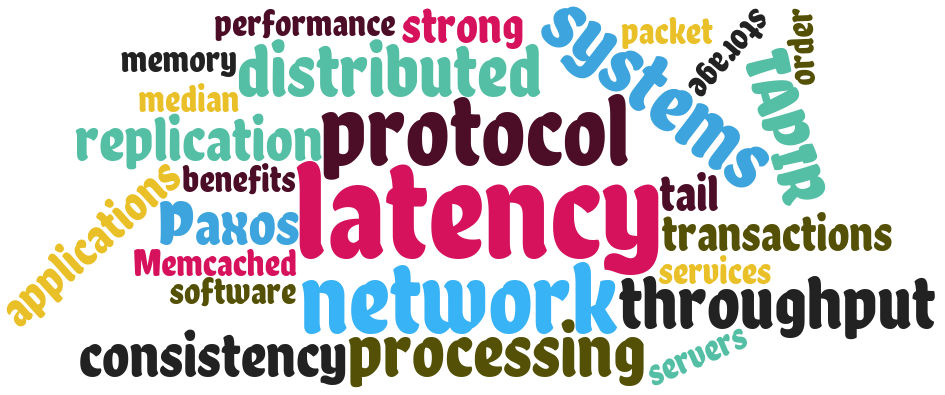 performance
strong
systems
packet
storage
order
memory
distributed
TAPIR
median
replication
protocol
applications
benefits
latency
tail
Paxos
transactions
Memcached
services
software
network
throughput
consistency
processing
servers